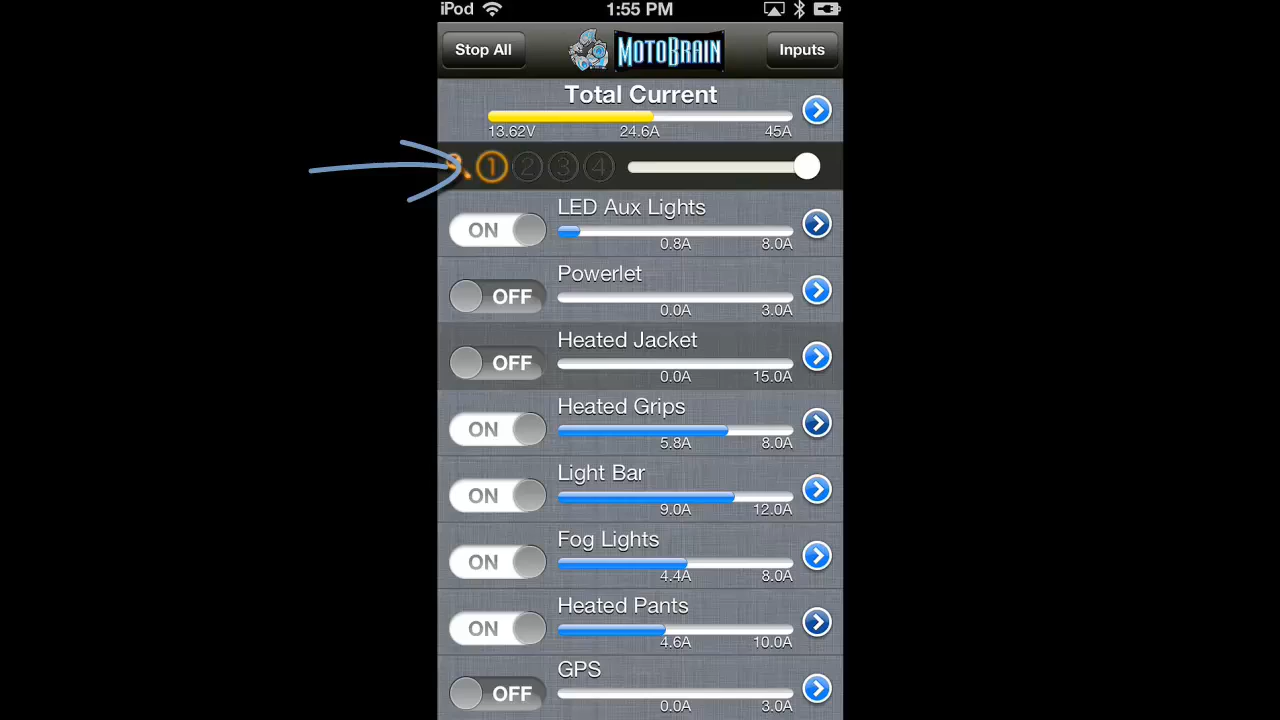 iPod 1:55 PM
Stop All MOTOBRAIN Inputs
Total Current
13.62V 24.6A 45A
1 2 3 4
LED Aux Lights
ON 0.8A 8.0A
Powerlet
OFF 0.0A 3.0A
Heated Jacket
OFF 0.0A 15.0A
Heated Grips
ON 5.8A 8.0A
Light Bar
ON 9.0A 12.0A
Fog Lights
ON 4.4A 8.0A
Heated Pants
ON 4.6A 10.0A
GPS
OFF 0.0A 3.0A